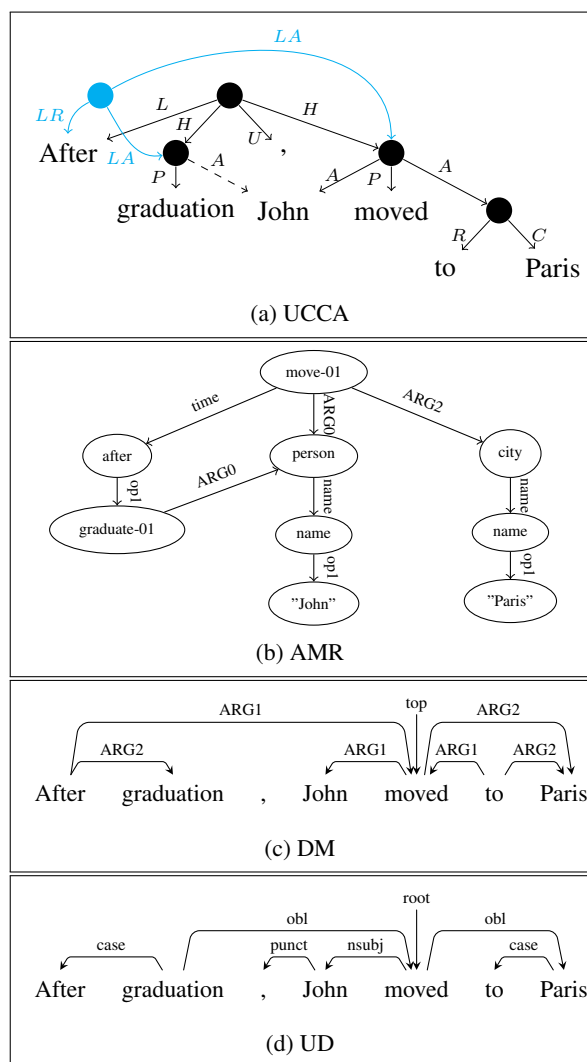 LA
LR L H H U
After LA , P A A P A
graduation John moved
R C
to Paris
(a) UCCA
move-01
time ARG0 ARG2
after person city
op1 ARG0 name name
graduate-01 name name
op1 op1
”John” ”Paris”
(b) AMR
top
ARG1 ARG2
ARG2 ARG1 ARG1 ARG2
After graduation , John moved to Paris
(c) DM
root
obl obl
case punct nsubj case
After graduation , John moved to Paris
(d) UD